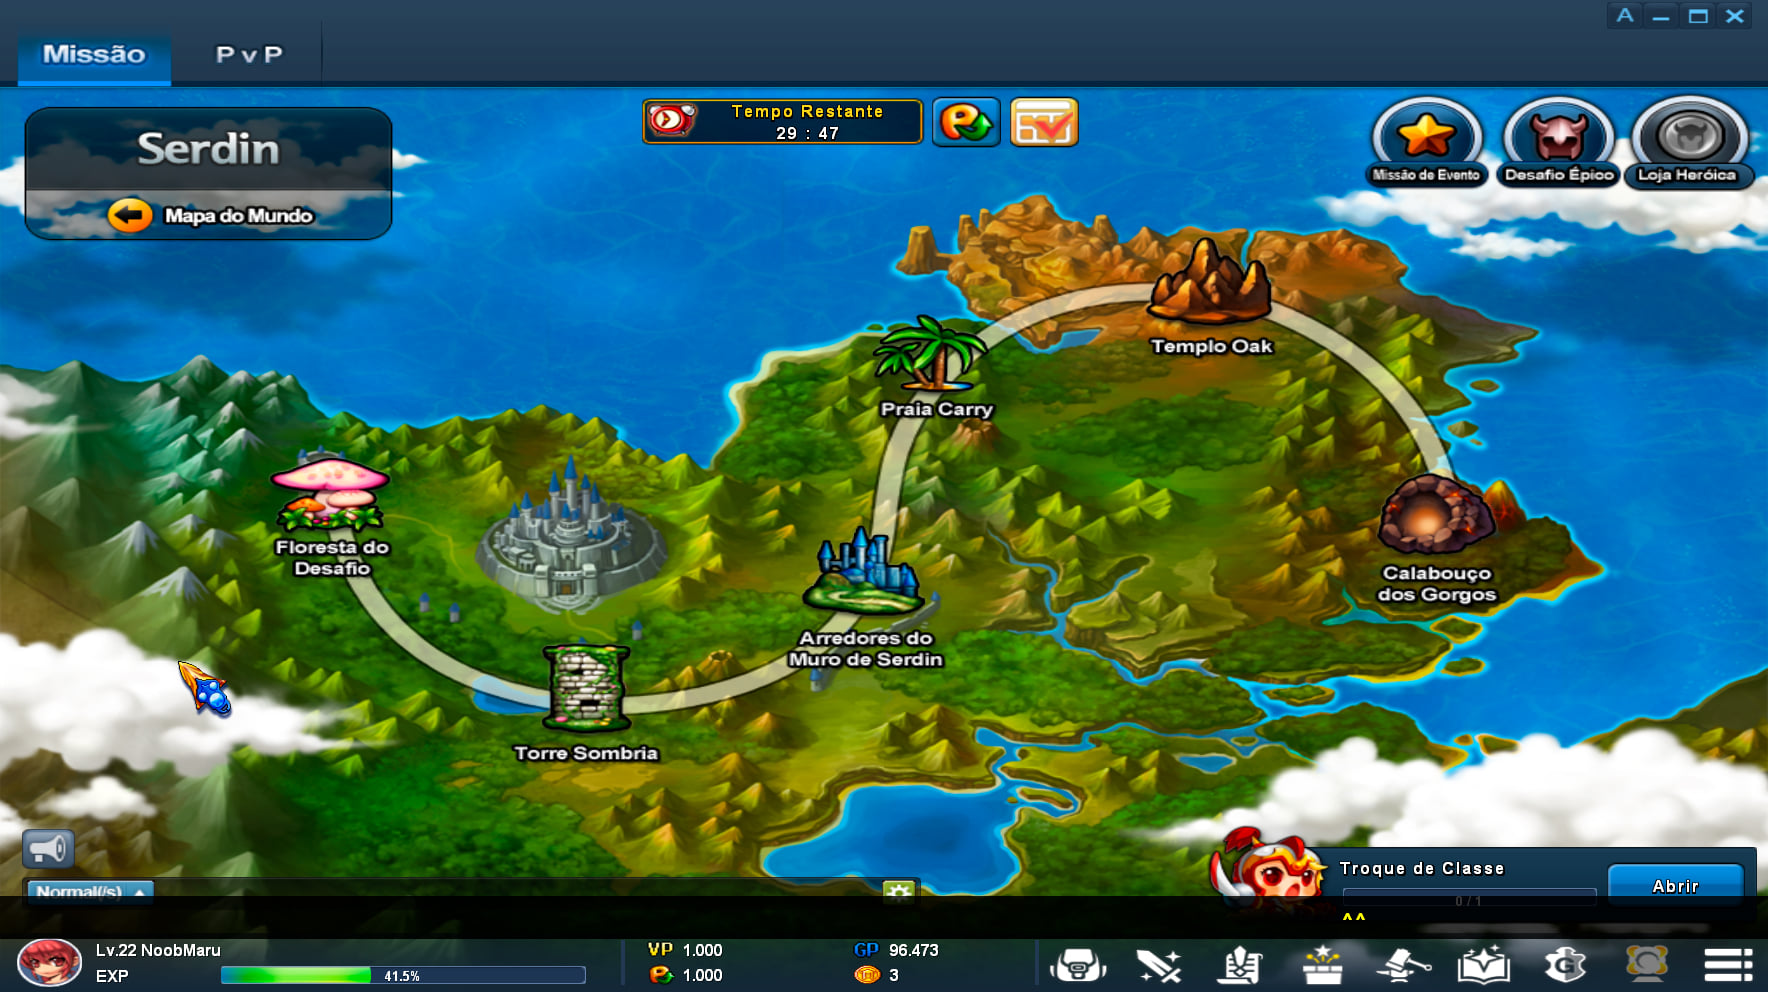 A
Missão
P v P
Serdin
Mapa do Mundo
Tempo Restante
29 : 47
Missão de Evento
Desafio Épico
Loja Heróica
Templo Oak
Praia Carry
Floresta do
Desafio
Calabouço
dos Gorgos
Arredores do
Muro de Serdin
Torre Sombria
Troque de Classe
0 / 1
Abrir
^^
Normal(/s)
Lv.22 NoobMaru
EXP
41.5%
VP 1.000
1.000
GP 96.473
3